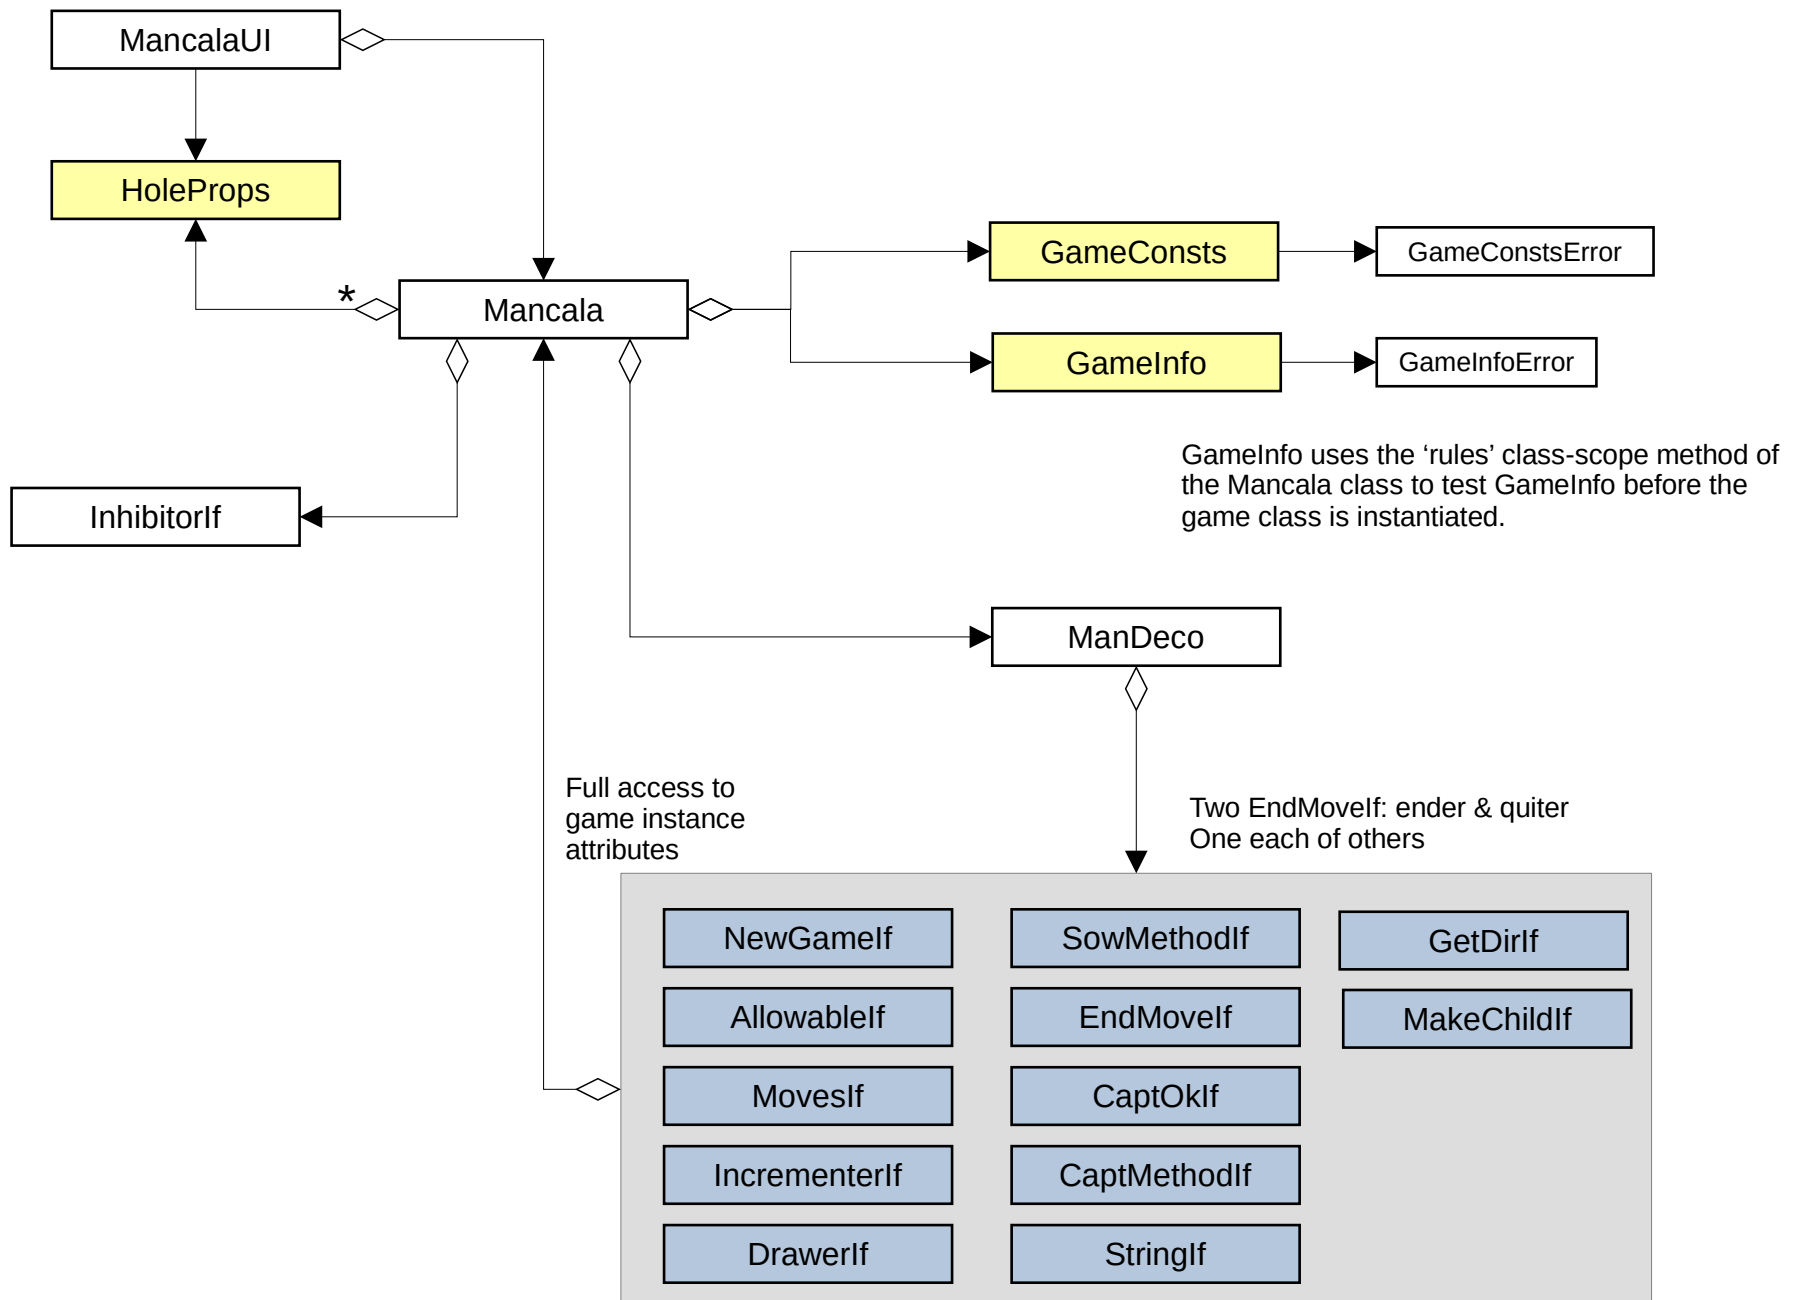 MancalaUI
HoleProps
*
Mancala
GameConsts
GameConstsError
GameInfo
GameInfoError
GameInfo uses the ‘rules’ class-scope method of
the Mancala class to test GameInfo before the
game class is instantiated.
InhibitorIf
ManDeco
Full access to
game instance
attributes
Two EndMoveIf: ender & quiter
One each of others
NewGameIf
SowMethodIf
GetDirIf
AllowableIf
EndMoveIf
MakeChildIf
MovesIf
CaptOkIf
IncrementerIf
CaptMethodIf
DrawerIf
StringIf